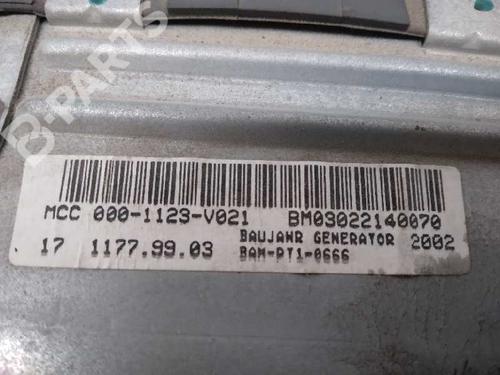 B-PARTS
MCC 000-1123-V021 BM03022140070
17 1177.99.03 BAUJAHR GENERATOR 2002
BAM-PT1-0666